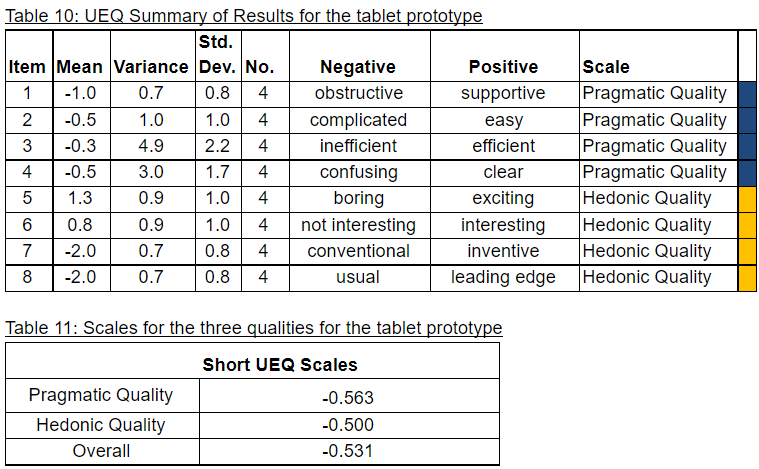 Table 10: UEQ Summary of Results for the tablet prototype
Item Mean Variance Std. Dev. No. Negative Positive Scale
1 -1.0 0.7 0.8 4 obstructive supportive Pragmatic Quality
2 -0.5 1.0 1.0 4 complicated easy Pragmatic Quality
3 -0.3 4.9 2.2 4 inefficient efficient Pragmatic Quality
4 -0.5 3.0 1.7 4 confusing clear Pragmatic Quality
5 1.3 0.9 1.0 4 boring exciting Hedonic Quality
6 0.8 0.9 1.0 4 not interesting interesting Hedonic Quality
7 -2.0 0.7 0.8 4 conventional inventive Hedonic Quality
8 -2.0 0.7 0.8 4 usual leading edge Hedonic Quality
Table 11: Scales for the three qualities for the tablet prototype
Short UEQ Scales
Pragmatic Quality -0.563
Hedonic Quality -0.500
Overall -0.531